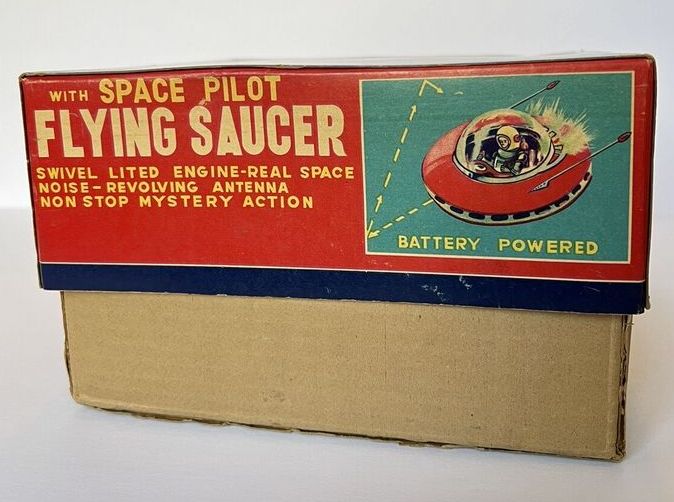 WITH SPACE PILOT
FLYING SAUCER
SWIVEL LITED ENGINE-REAL SPACE
NOISE-REVOLVING ANTENNA
NON STOP MYSTERY ACTION
BATTERY POWERED